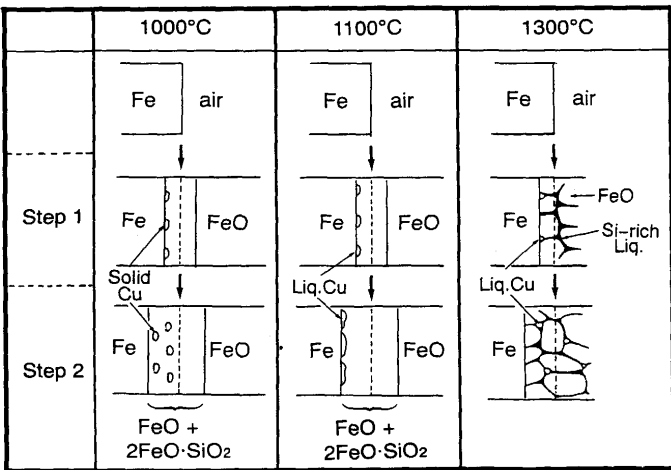 1000°C 1100°C 1300°C
Fe air Fe air Fe air
Step 1
Fe FeO Fe FeO Fe FeO
Si-rich
Liq.
Solid
Cu
Liq.Cu Liq.Cu
Step 2
Fe FeO Fe FeO Fe
FeO + FeO +
2FeO·SiO₂ 2FeO·SiO₂